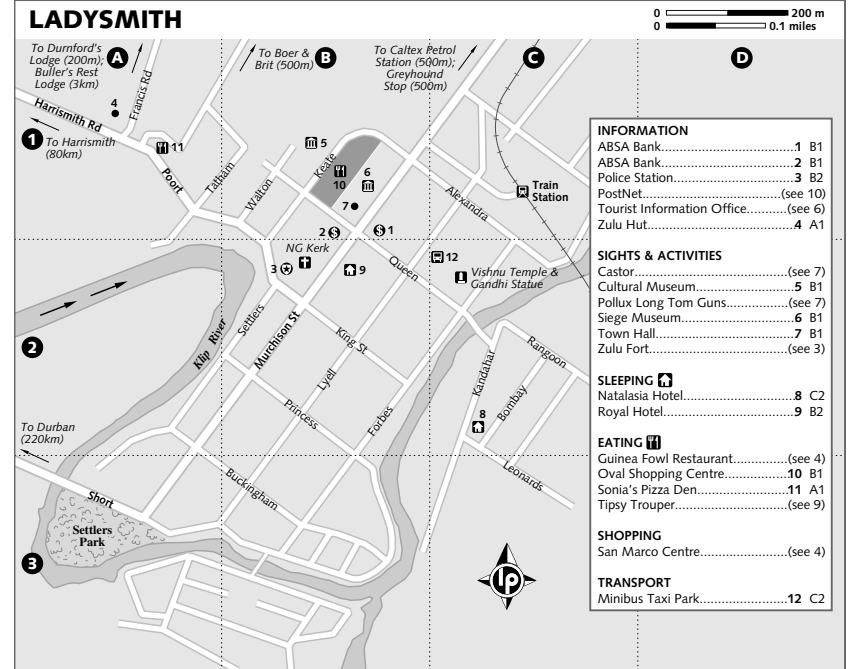 LADYSMITH
0 200 m
0 0.1 miles
To Durnford's
Lodge (200m);
Buller's Rest
Lodge (3km)
A
To Boer &
Brit (500m)
B
To Caltex Petrol
Station (500m);
Greyhound
Stop (500m)
C
D
Francis Rd
4
Harrismith Rd
1
To Harrismith
(80km)
11
Poort
Tatham
Walton
5
Keate
10
6
7
Alexandra
Train
Station
2
1
NG Kerk
3
9
Queen
12
Vishnu Temple &
Gandhi Statue
Settlers
Murchison St
King St
Klip River
2
Lyell
Princess
Forbes
Kandahar
Rangoon
Bombay
8
To Durban
(220km)
Leonards
Buckingham
Short
Settlers
Park
3
lp
INFORMATION
ABSA Bank...................................1 B1
ABSA Bank...................................2 B1
Police Station...............................3 B2
PostNet...................................(see 10)
Tourist Information Office..........(see 6)
Zulu Hut......................................4 A1
SIGHTS & ACTIVITIES
Castor......................................(see 7)
Cultural Museum.........................5 B1
Pollux Long Tom Guns...............(see 7)
Siege Museum.............................6 B1
Town Hall....................................7 B1
Zulu Fort..................................(see 3)
SLEEPING
Natalasia Hotel............................8 C2
Royal Hotel..................................9 B2
EATING
Guinea Fowl Restaurant.............(see 4)
Oval Shopping Centre................10 B1
Sonia's Pizza Den.......................11 A1
Tipsy Trouper...........................(see 9)
SHOPPING
San Marco Centre.....................(see 4)
TRANSPORT
Minibus Taxi Park.......................12 C2